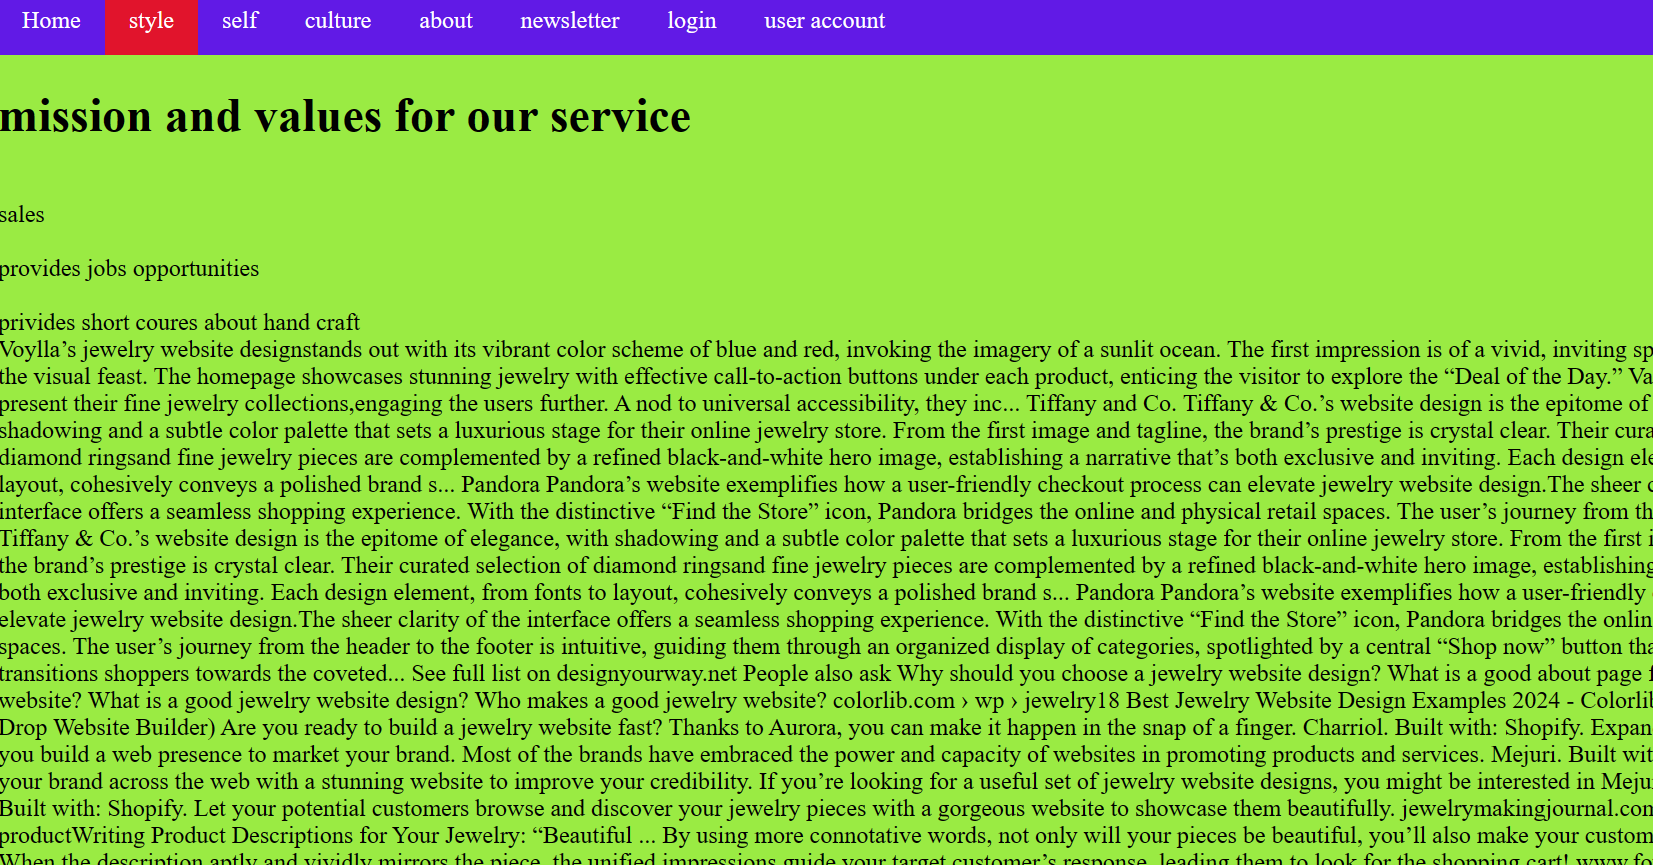 Home style self culture about newsletter login user account
mission and values for our service
sales
provides jobs opportunities
privides short coures about hand craft
Voylla’s jewelry website designstands out with its vibrant color scheme of blue and red, invoking the imagery of a sunlit ocean. The first impression is of a vivid, inviting
the visual feast. The homepage showcases stunning jewelry with effective call-to-action buttons under each product, enticing the visitor to explore the “Deal of the Day.”
present their fine jewelry collections,engaging the users further. A nod to universal accessibility, they inc... Tiffany and Co. Tiffany & Co.’s website design is the epitome of
shadowing and a subtle color palette that sets a luxurious stage for their online jewelry store. From the first image and tagline, the brand’s prestige is crystal clear. Their
diamond ringsand fine jewelry pieces are complemented by a refined black-and-white hero image, establishing a narrative that’s both exclusive and inviting. Each design
layout, cohesively conveys a polished brand s... Pandora Pandora’s website exemplifies how a user-friendly checkout process can elevate jewelry website design.The sheer
interface offers a seamless shopping experience. With the distinctive “Find the Store” icon, Pandora bridges the online and physical retail spaces. The user’s journey from
Tiffany & Co.’s website design is the epitome of elegance, with shadowing and a subtle color palette that sets a luxurious stage for their online jewelry store. From the first
the brand’s prestige is crystal clear. Their curated selection of diamond ringsand fine jewelry pieces are complemented by a refined black-and-white hero image, establishing
both exclusive and inviting. Each design element, from fonts to layout, cohesively conveys a polished brand s... Pandora Pandora’s website exemplifies how a user-friendly
elevate jewelry website design.The sheer clarity of the interface offers a seamless shopping experience. With the distinctive “Find the Store” icon, Pandora bridges the
spaces. The user’s journey from the header to the footer is intuitive, guiding them through an organized display of categories, spotlighted by a central “Shop now” button
transitions shoppers towards the coveted... See full list on designyourway.net People also ask Why should you choose a jewelry website design? What is a good about page
website? What is a good jewelry website design? Who makes a good jewelry website? colorlib.com › wp › jewelry18 Best Jewelry Website Design Examples 2024 -
Drop Website Builder) Are you ready to build a jewelry website fast? Thanks to Aurora, you can make it happen in the snap of a finger. Charriol. Built with: Shopify.
you build a web presence to market your brand. Most of the brands have embraced the power and capacity of websites in promoting products and services. Mejuri. Built
your brand across the web with a stunning website to improve your credibility. If you’re looking for a useful set of jewelry website designs, you might be interested in
Built with: Shopify. Let your potential customers browse and discover your jewelry pieces with a gorgeous website to showcase them beautifully.
productWriting Product Descriptions for Your Jewelry: “Beautiful ... By using more connotative words, not only will your pieces be beautiful, you’ll also make your
When the description aptly and vividly mirrors the piece, the unified impressions guide your target customer’s response, leading them to look for the shopping cart!